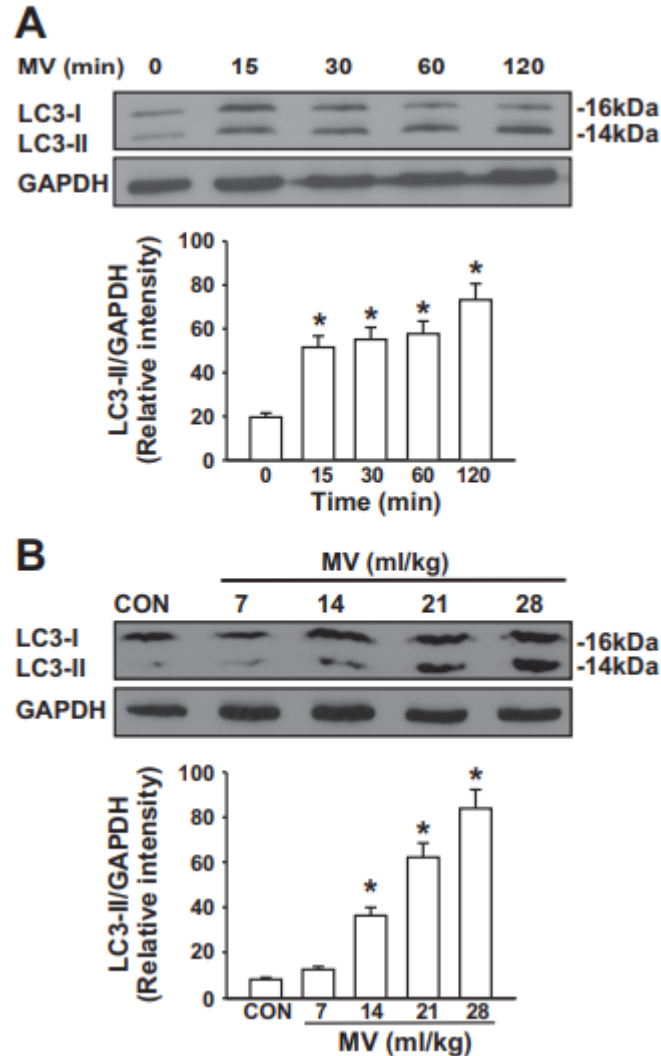 A
MV (min) 0 15 30 60 120
LC3-I -16kDa
LC3-II -14kDa
GAPDH
LC3-II/GAPDH
(Relative intensity)
100
80
60
40
20
0
* * * *
0 15 30 60 120
Time (min)
B
MV (ml/kg)
CON 7 14 21 28
LC3-I -16kDa
LC3-II -14kDa
GAPDH
LC3-II/GAPDH
(Relative intensity)
100
80
60
40
20
0
* * *
CON 7 14 21 28
MV (ml/kg)